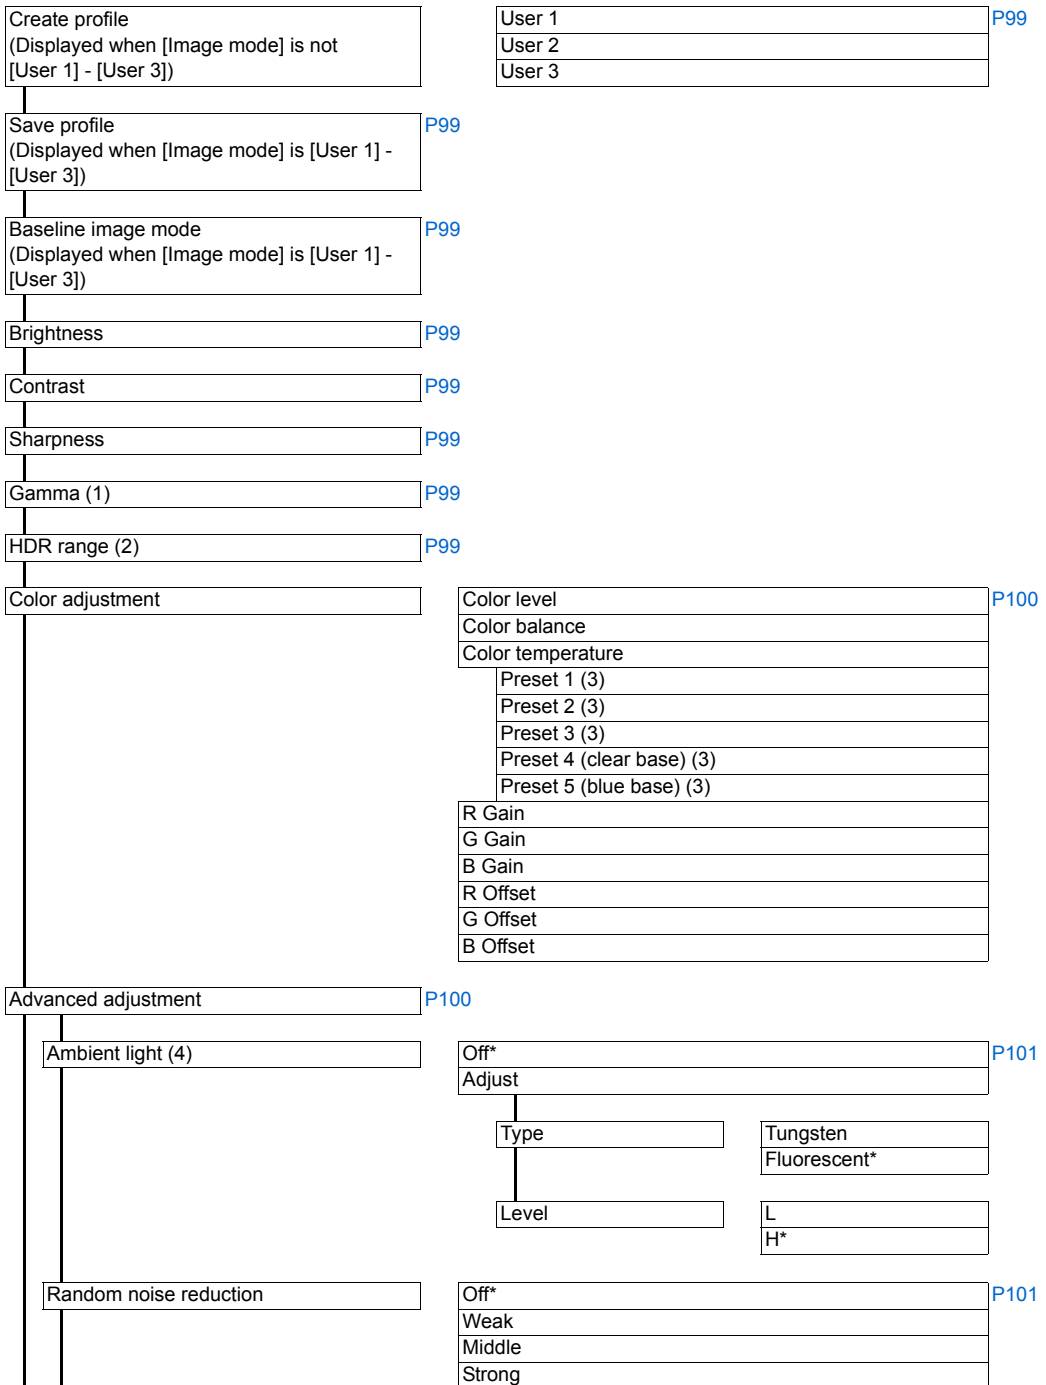 Create profile
(Displayed when [Image mode] is not
[User 1] - [User 3])
User 1
P99
User 2
User 3
Save profile
P99
(Displayed when [Image mode] is [User 1] -
[User 3])
Baseline image mode
P99
(Displayed when [Image mode] is [User 1] -
[User 3])
Brightness
P99
Contrast
P99
Sharpness
P99
Gamma (1)
P99
HDR range (2)
P99
Color adjustment
Color level
P100
Color balance
Color temperature
Preset 1 (3)
Preset 2 (3)
Preset 3 (3)
Preset 4 (clear base) (3)
Preset 5 (blue base) (3)
R Gain
G Gain
B Gain
R Offset
G Offset
B Offset
Advanced adjustment
P100
Ambient light (4)
Off*
P101
Adjust
Type
Tungsten
Fluorescent*
Level
L
H*
Random noise reduction
Off*
P101
Weak
Middle
Strong